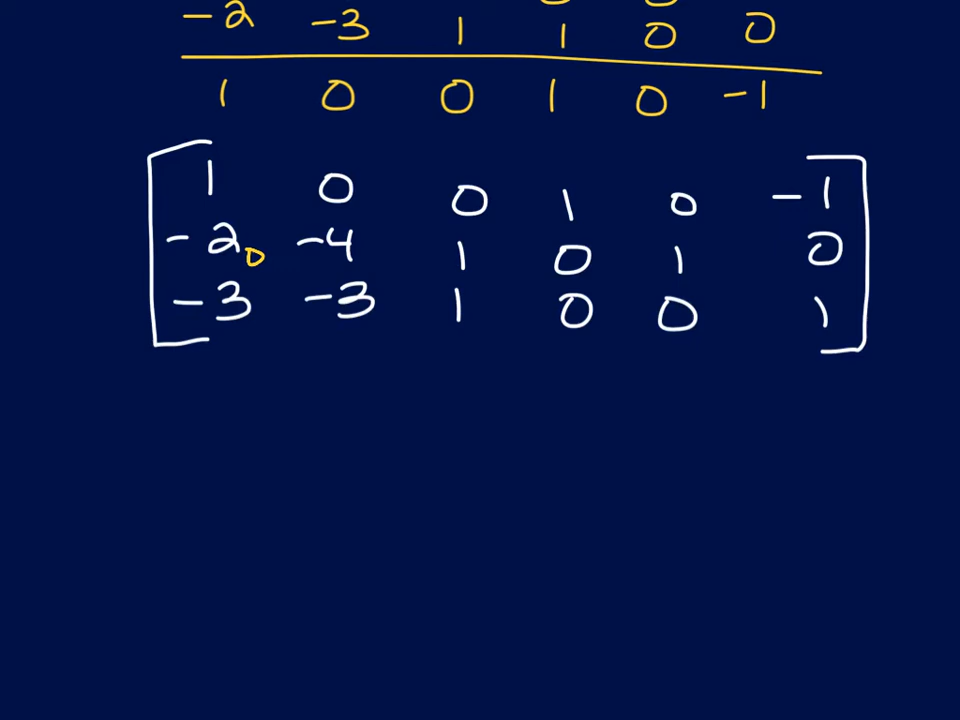 -2 -3 1 1 0 0
1 0 0 1 0 -1
1 0 0 1 0 -1
-2 0 -4 1 0 1 0
-3 -3 1 0 0 1